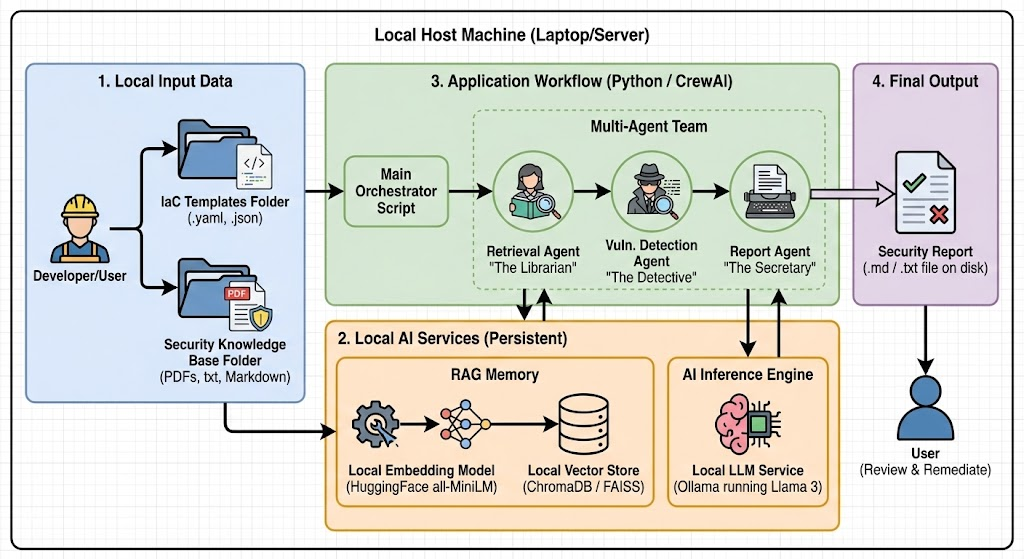 Local Host Machine (Laptop/Server)
1. Local Input Data
Developer/User
</>
IaC Templates Folder
(.yaml, .json)
PDF
Security Knowledge
Base Folder
(PDFs, txt, Markdown)
3. Application Workflow (Python / CrewAI)
Main
Orchestrator
Script
Multi-Agent Team
Retrieval Agent
"The Librarian"
Vuln. Detection
Agent
"The Detective"
Report Agent
"The Secretary"
2. Local AI Services (Persistent)
RAG Memory
Local Embedding Model
(HuggingFace all-MiniLM)
Local Vector Store
(ChromaDB / FAISS)
AI Inference Engine
Local LLM Service
(Ollama running Llama 3)
4. Final Output
Security Report
(.md / .txt file on disk)
User
(Review & Remediate)